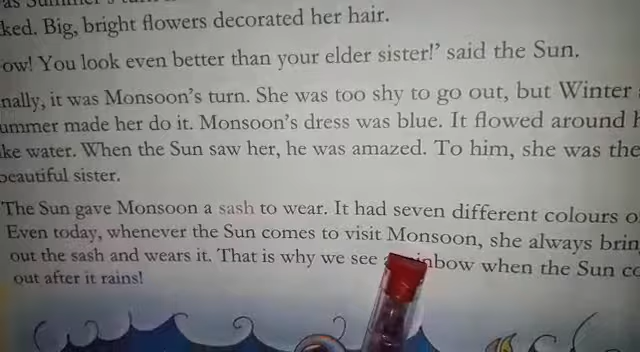 ked. Big, bright flowers decorated her hair.
ow! You look even better than your elder sister!' said the Sun.
nally, it was Monsoon's turn. She was too shy to go out, but Winter
ummer made her do it. Monsoon's dress was blue. It flowed around h
ke water. When the Sun saw her, he was amazed. To him, she was the
beautiful sister.
The Sun gave Monsoon a sash to wear. It had seven different colours o
Even today, whenever the Sun comes to visit Monsoon, she always brin
out the sash and wears it. That is why we see inbow when the Sun co
out after it rains!